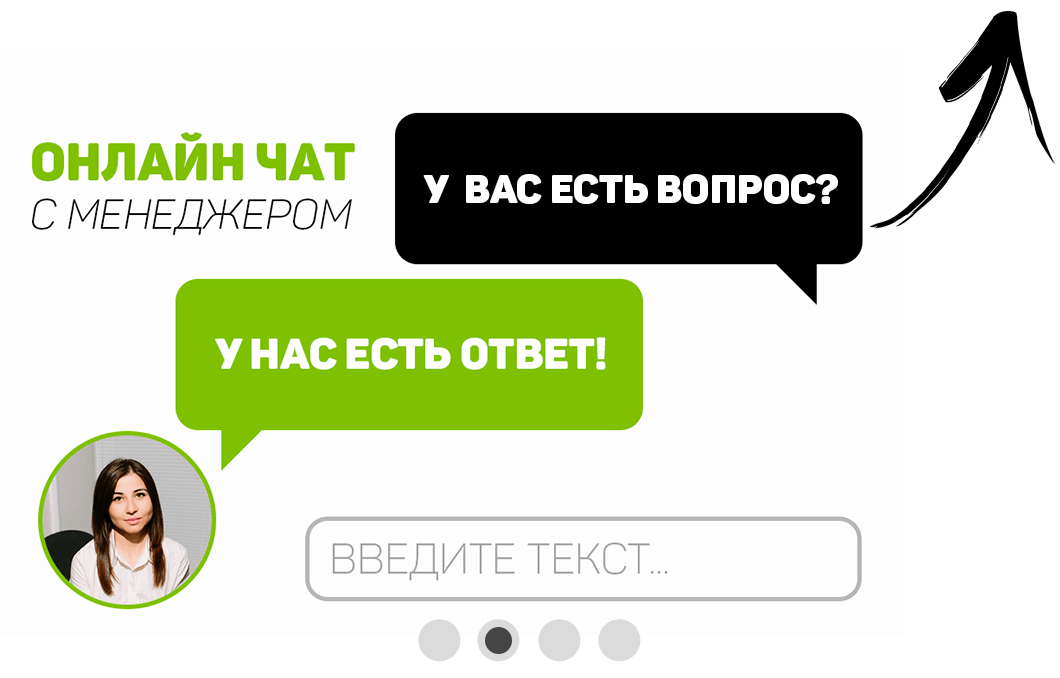 ОНЛАЙН ЧАТ
С МЕНЕДЖЕРОМ
У ВАС ЕСТЬ ВОПРОС?
У НАС ЕСТЬ ОТВЕТ!
ВВЕДИТЕ ТЕКСТ...